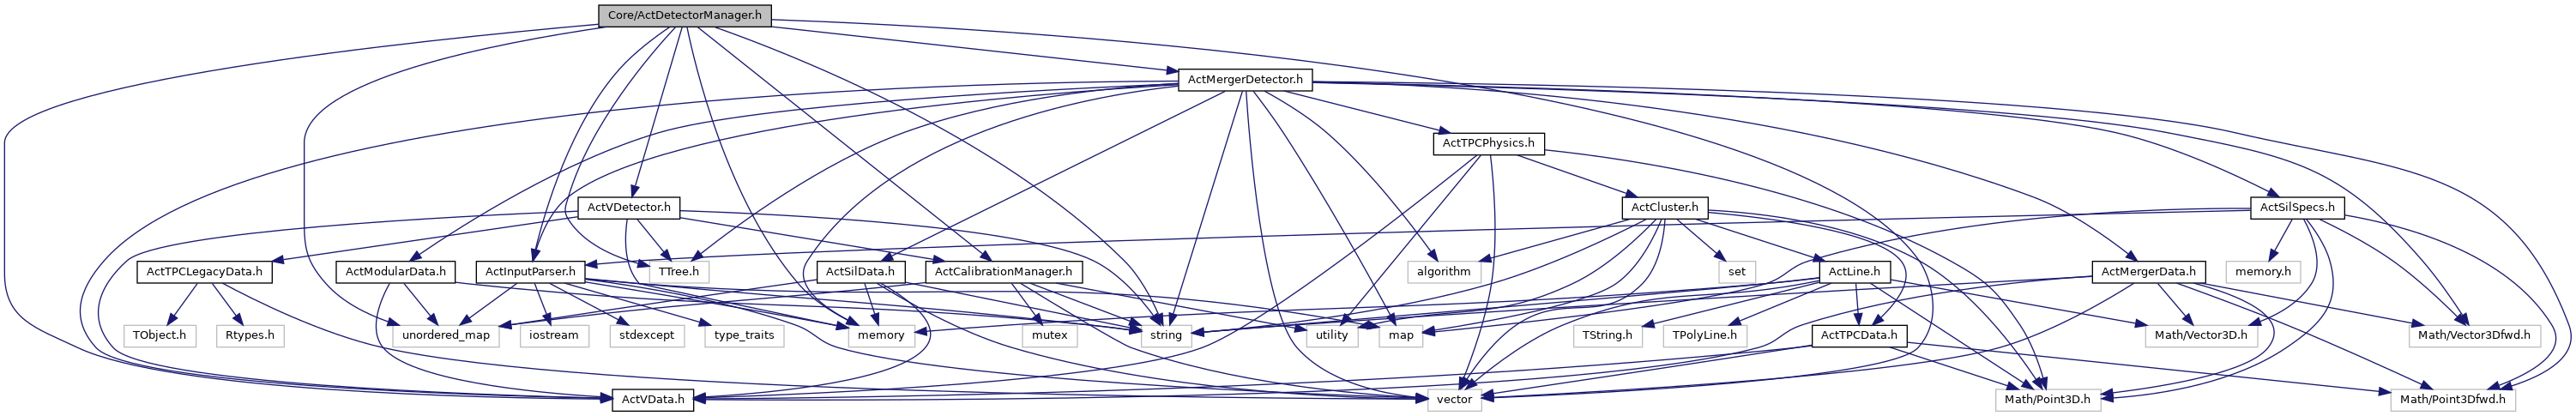 Core/ActDetectorManager.h
ActMergerDetector.h
ActTPCPhysics.h
ActVDetector.h
ActCluster.h
ActSilSpecs.h
ActTPCLegacyData.h
ActModularData.h
ActInputParser.h
TTree.h
ActSilData.h
ActCalibrationManager.h
algorithm
set
ActLine.h
ActMergerData.h
memory.h
TObject.h
Rtypes.h
unordered_map
iostream
stdexcept
type_traits
memory
mutex
string
utility
map
TString.h
TPolyLine.h
ActTPCData.h
Math/Vector3D.h
Math/Vector3Dfwd.h
ActVData.h
vector
Math/Point3D.h
Math/Point3Dfwd.h